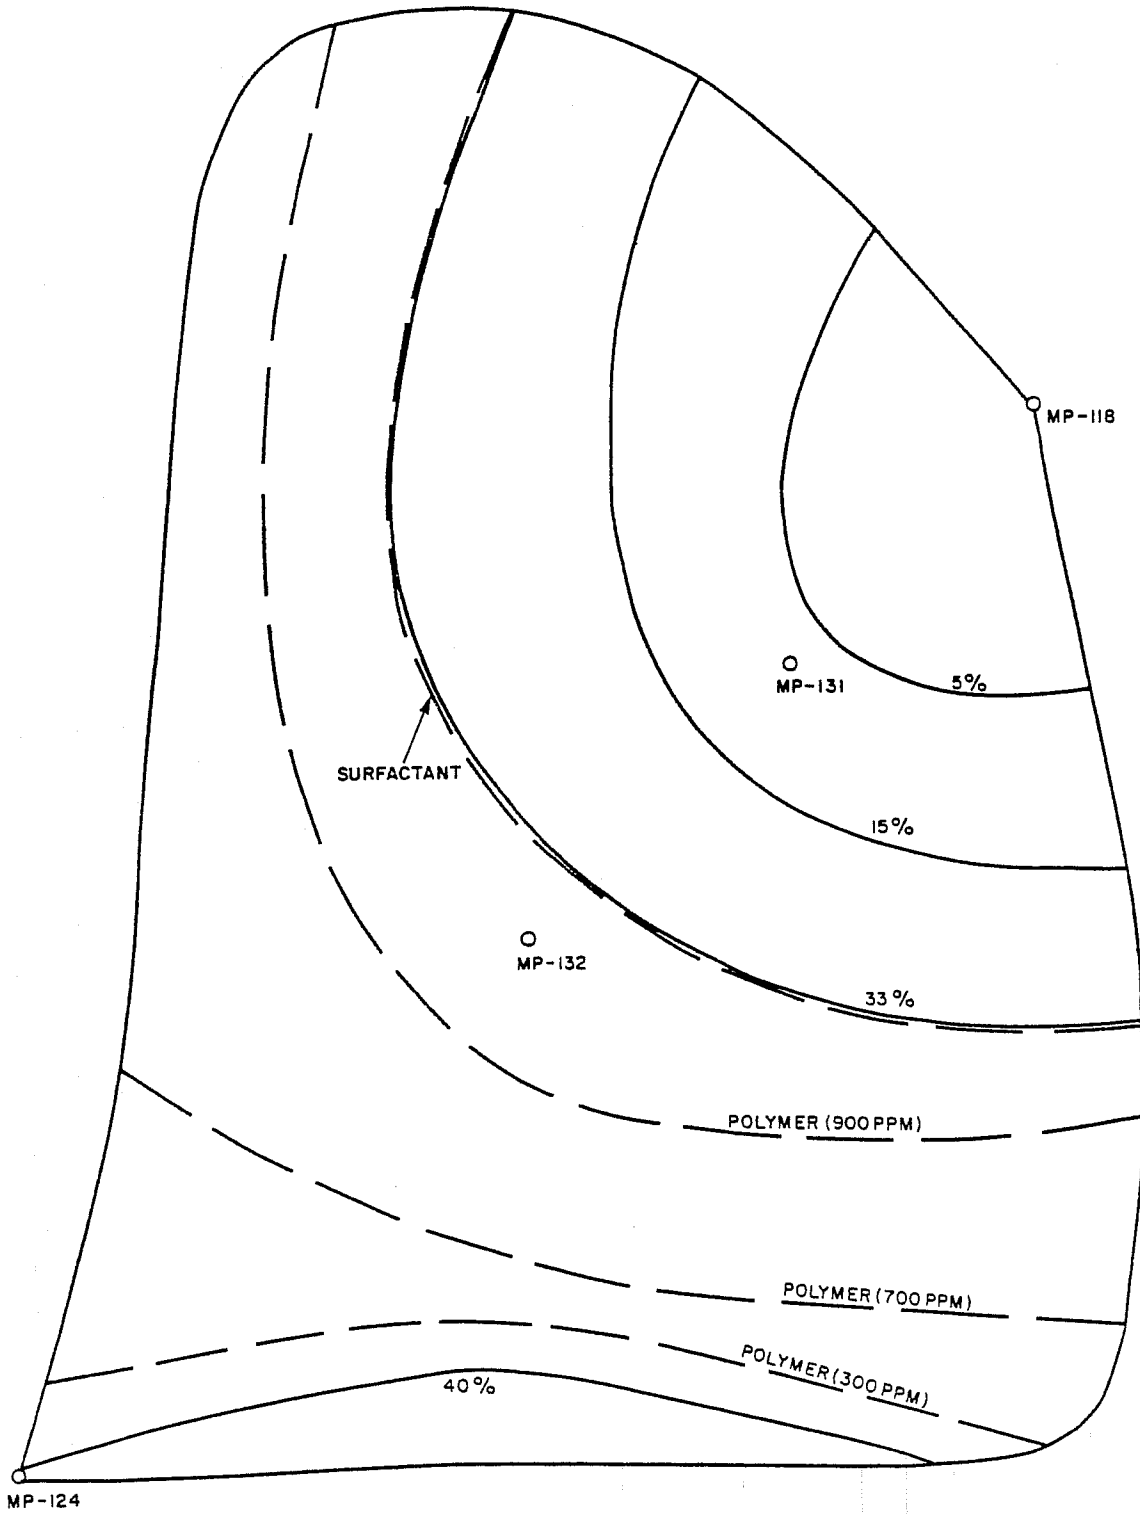 MP-118
MP-131
5%
SURFACTANT
15%
MP-132
33%
POLYMER (900 PPM)
POLYMER (700 PPM)
POLYMER (300 PPM)
40%
MP-124